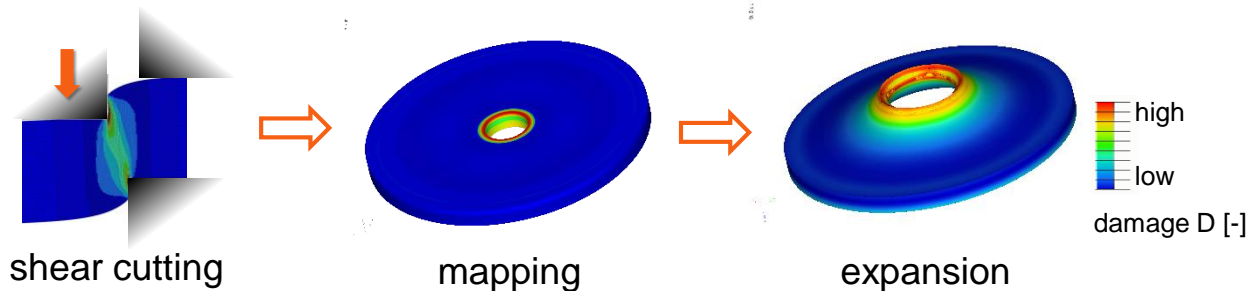 high
low
damage D [-]
shear cutting
mapping
expansion